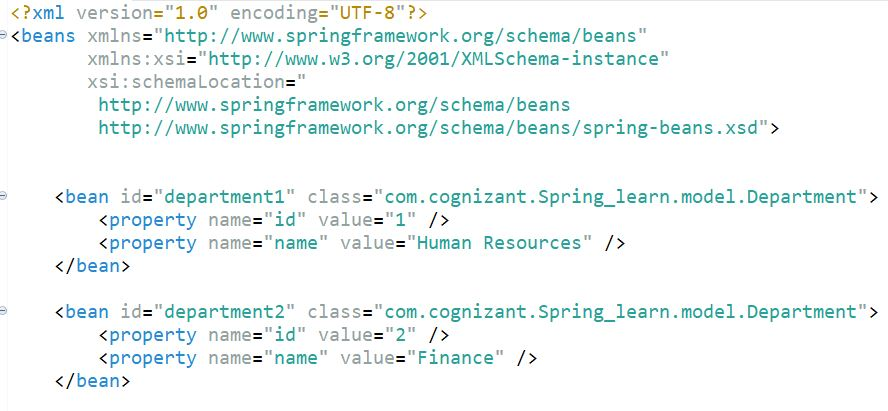 <?xml version="1.0" encoding="UTF-8"?>
<beans xmlns="http://www.springframework.org/schema/beans"
xmlns:xsi="http://www.w3.org/2001/XMLSchema-instance"
xsi:schemaLocation="
http://www.springframework.org/schema/beans
http://www.springframework.org/schema/beans/spring-beans.xsd">
<bean id="department1" class="com.cognizant.Spring_learn.model.Department">
<property name="id" value="1" />
<property name="name" value="Human Resources" />
</bean>
<bean id="department2" class="com.cognizant.Spring_learn.model.Department">
<property name="id" value="2" />
<property name="name" value="Finance" />
</bean>